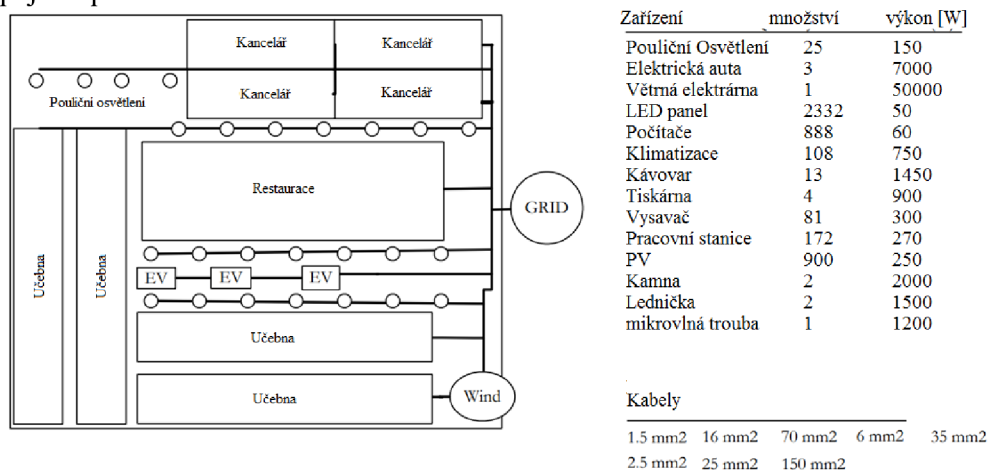 Kancelář
Kancelář
Kancelář
Kancelář
Pouliční osvětlení
Restaurace
GRID
Učebna
Učebna
EV
EV
EV
Učebna
Učebna
Wind
Zařízení množství výkon [W]
Pouliční Osvětlení 25 150
Elektrická auta 3 7000
Větrná elektrárna 1 50000
LED panel 2332 50
Počítače 888 60
Klimatizace 108 750
Kávovar 13 1450
Tiskárna 4 900
Vysavač 81 300
Pracovní stanice 172 270
PV 900 250
Kamna 2 2000
Lednička 2 1500
mikrovlná trouba 1 1200
Kabely
1.5 mm2 16 mm2 70 mm2 6 mm2 35 mm2
2.5 mm2 25 mm2 150 mm2